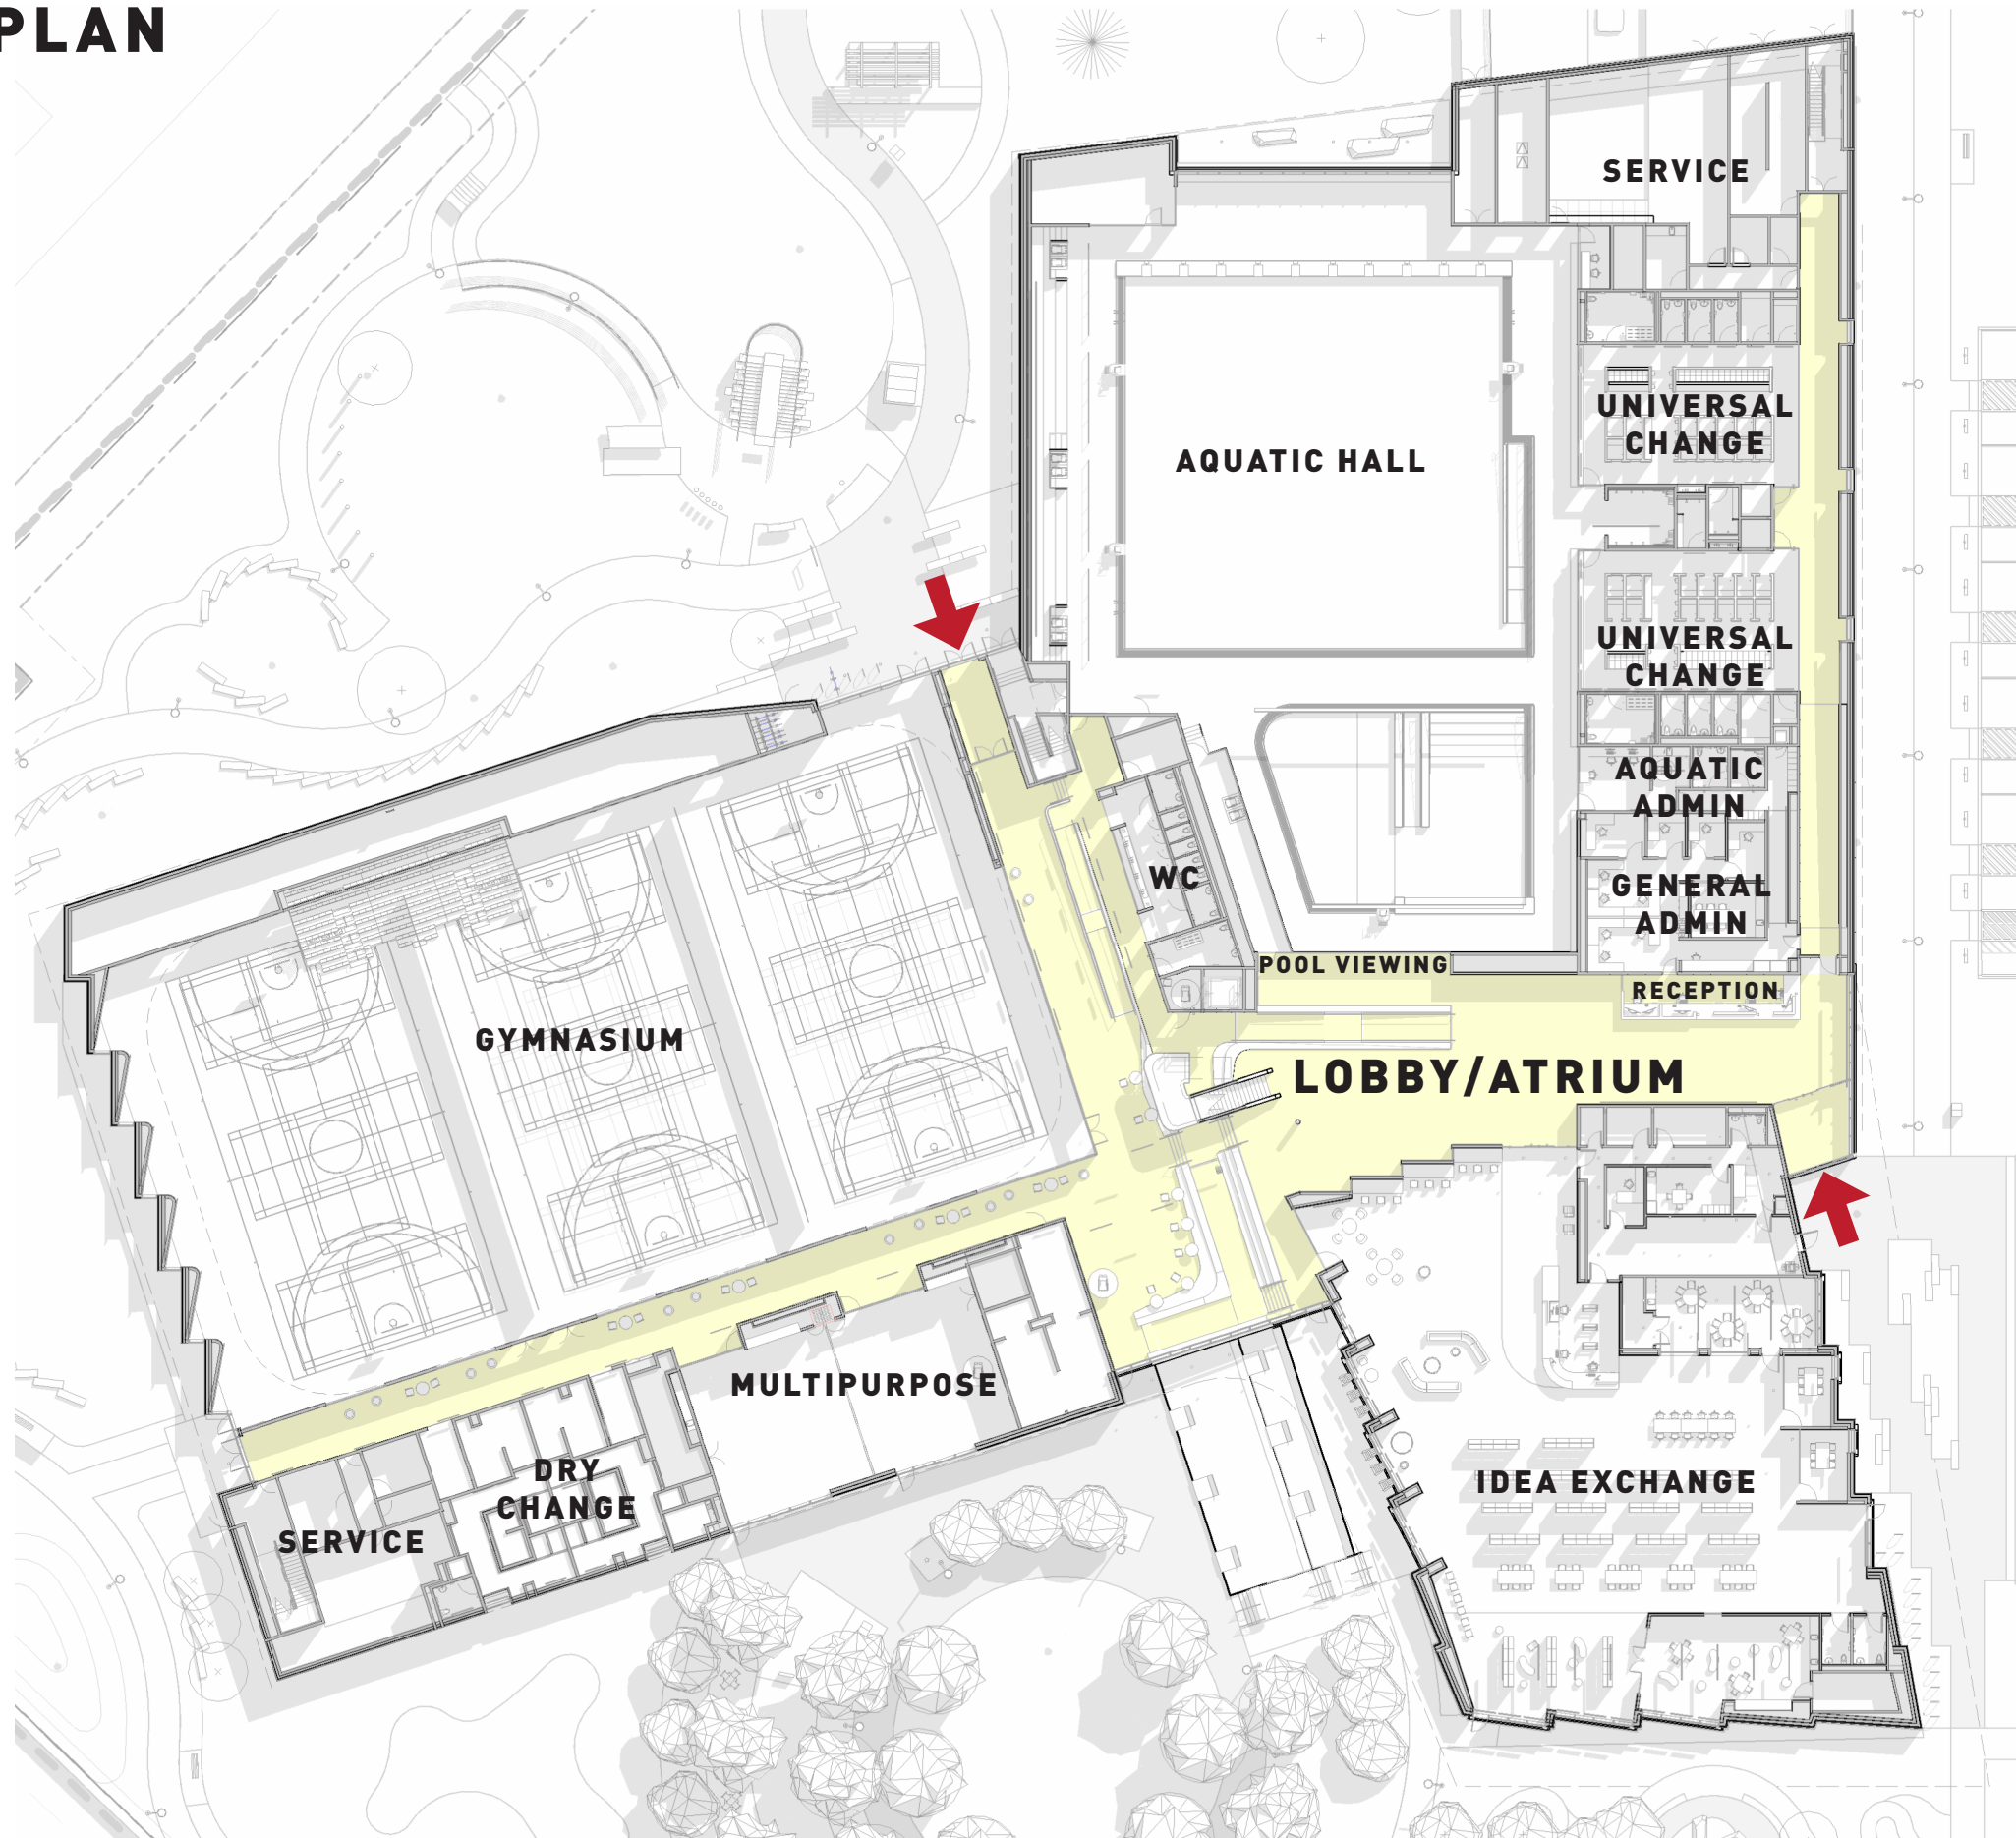 PLAN
SERVICE
UNIVERSAL
CHANGE
AQUATIC HALL
UNIVERSAL
CHANGE
AQUATIC
ADMIN
WC
GENERAL
ADMIN
POOL VIEWING
RECEPTION
GYMNASIUM
LOBBY/ATRIUM
MULTIPURPOSE
DRY
CHANGE
IDEA EXCHANGE
SERVICE